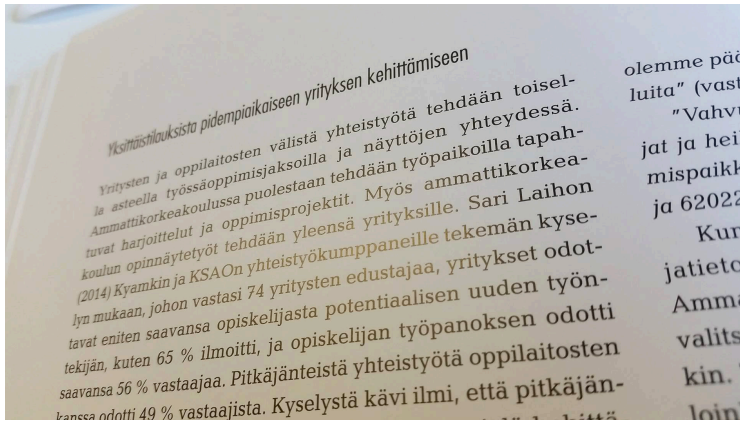 Yksittäistilauksista pidempiaikaiseen yrityksen kehittämiseen
Yritysten ja oppilaitosten välistä yhteistyötä tehdään toisel-
la asteella työssäoppimisjaksoilla ja näyttöjen yhteydessä.
Ammattikorkeakoulussa puolestaan tehdään työpaikoilla tapah-
tuvat harjoittelut ja oppimisprojektit. Myös ammattikorkea-
koulun opinnäytetyöt tehdään yleensä yrityksille. Sari Laihon
(2014) Kyamkin ja KSAOn yhteistyökumppaneille tekemän kyse-
lyn mukaan, johon vastasi 74 yritysten edustajaa, yritykset odot-
tavat eniten saavansa opiskelijasta potentiaalisen uuden työn-
tekijän, kuten 65 % ilmoitti, ja opiskelijan työpanoksen odotti
saavansa 56 % vastaajaa. Pitkäjänteistä yhteistyötä oppilaitosten
kanssa odotti 49 % vastaajista. Kyselystä kävi ilmi, että pitkäjän-
olemme
luita" (vast
"Vahv
jat ja hei
mispaikk
ja 62022
Kun
jatieto
Amma
valits
kin.